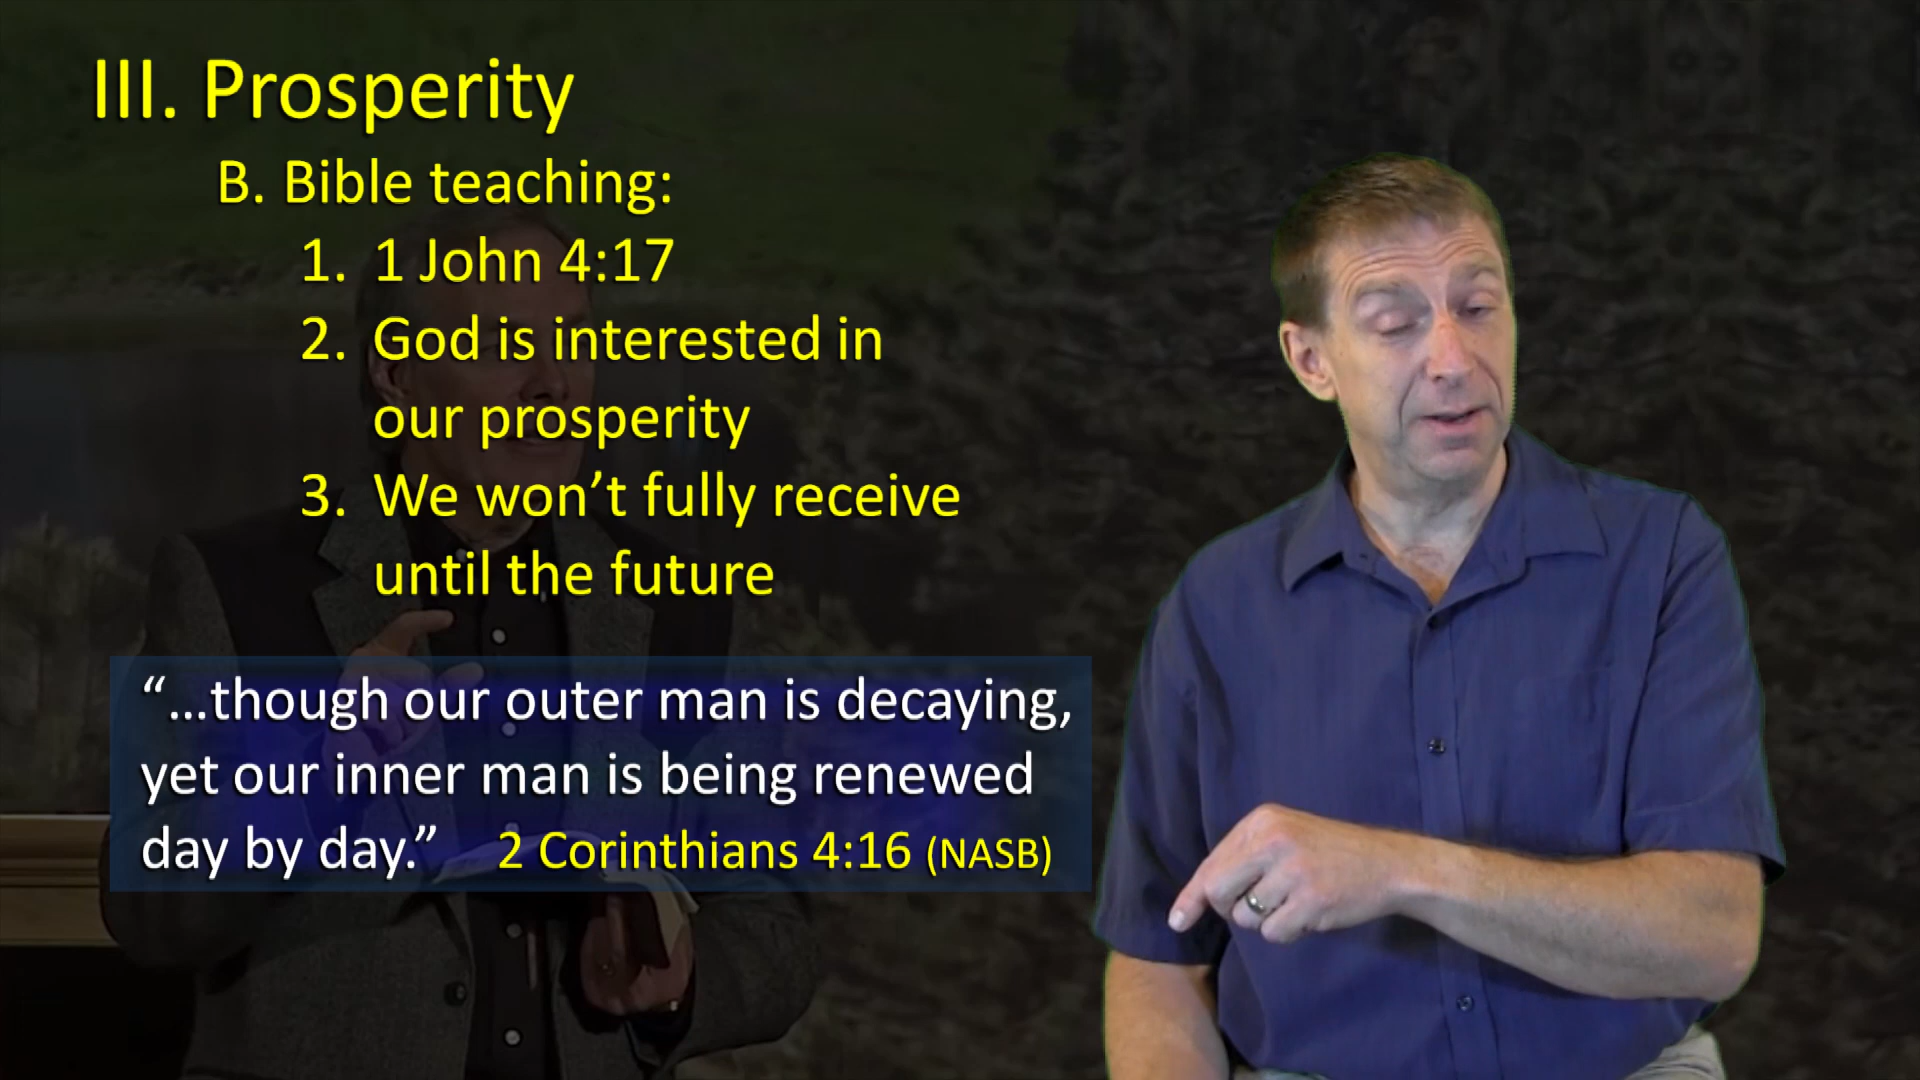 III. Prosperity
B. Bible teaching:
1. 1 John 4:17
2. God is interested in
our prosperity
3. We won’t fully receive
until the future
“...though our outer man is decaying,
yet our inner man is being renewed
day by day.” 2 Corinthians 4:16 (NASB)